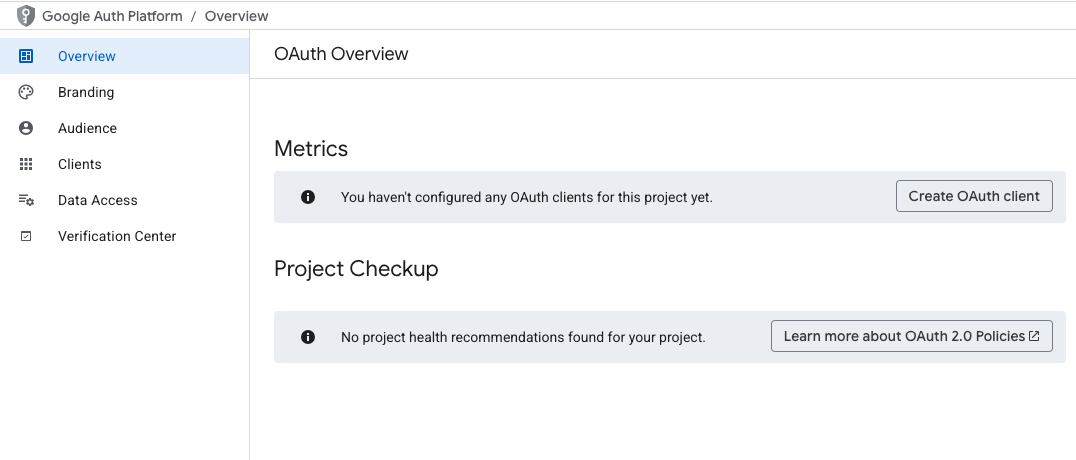 Google Auth Platform / Overview
Overview
Branding
Audience
Clients
Data Access
Verification Center
OAuth Overview
Metrics
You haven't configured any OAuth clients for this project yet.
Create OAuth client
Project Checkup
No project health recommendations found for your project.
Learn more about OAuth 2.0 Policies